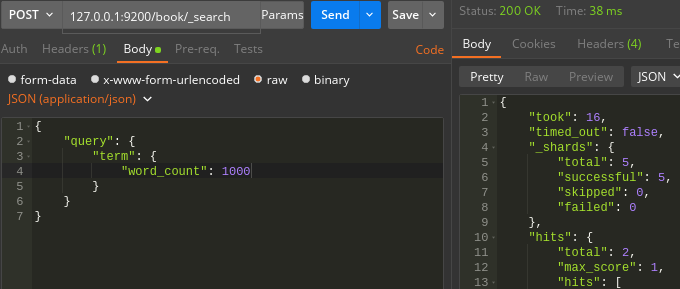 POST 127.0.0.1:9200/book/_search Params Send Save
Auth Headers (1) Body Pre-req. Tests Code
form-data x-www-form-urlencoded raw binary
JSON (application/json)
1 {
2 "query": {
3 "term": {
4 "word_count": 1000
5 }
6 }
7 }
Status: 200 OK Time: 38 ms
Body Cookies Headers (4) Te
Pretty Raw Preview JSON
1 {
2 "took": 16,
3 "timed_out": false,
4 "_shards": {
5 "total": 5,
6 "successful": 5,
7 "skipped": 0,
8 "failed": 0
9 },
10 "hits": {
11 "total": 2,
12 "max_score": 1,
13 "hits": [